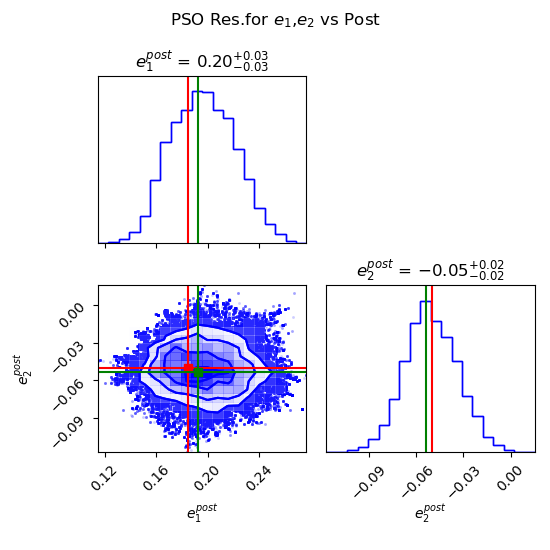 PSO Res.for e₁,e₂ vs Post
e₁ᵖᵒˢᵗ = 0.20⁺⁰·⁰³₋₀.₀₃
e₂ᵖᵒˢᵗ = −0.05⁺⁰·⁰²₋₀.₀₂
0.00
−0.03
−0.06
−0.09
e₂ᵖᵒˢᵗ
0.12 0.16 0.20 0.24
−0.09 −0.06 −0.03 0.00
e₁ᵖᵒˢᵗ
e₂ᵖᵒˢᵗ